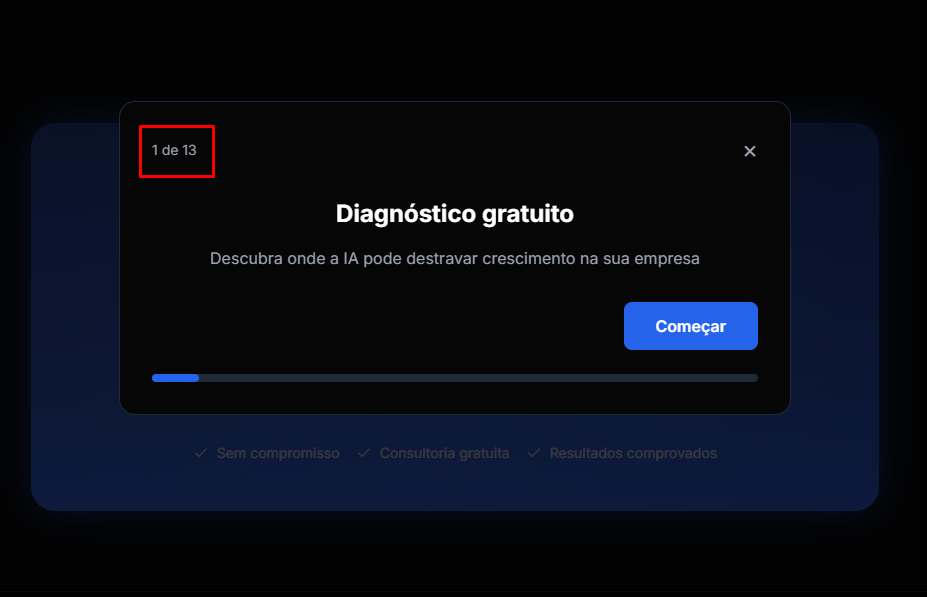 1 de 13
Diagnóstico gratuito
Descubra onde a IA pode destravar crescimento na sua empresa
Começar
Sem compromisso Consultoria gratuita Resultados comprovados